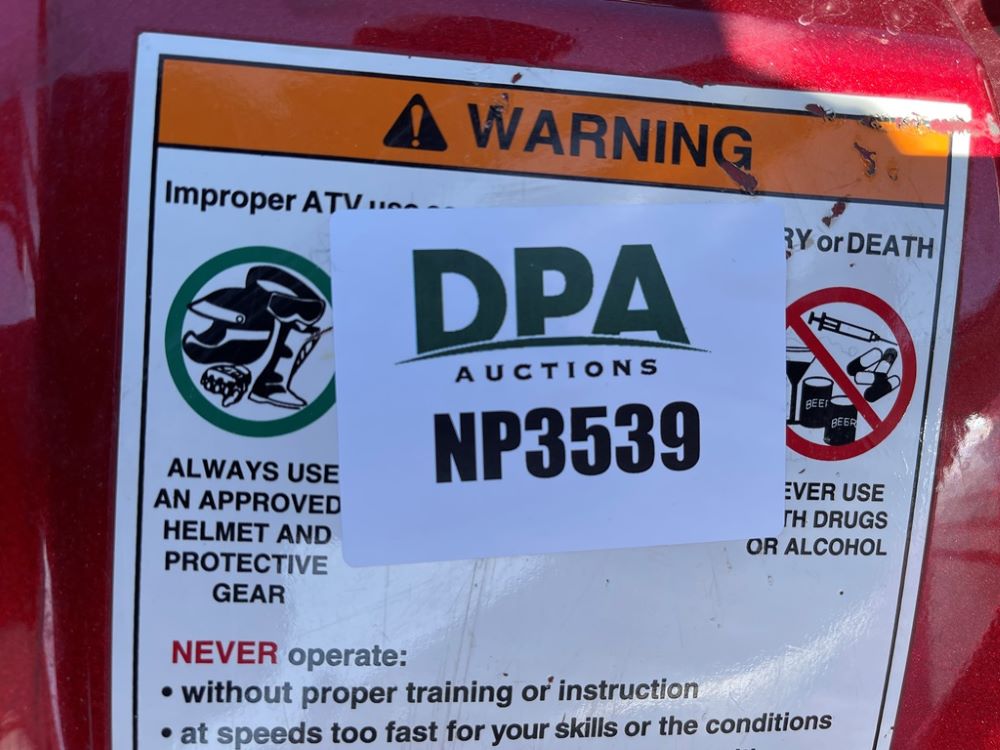 WARNING
Improper ATV use
RY or DEATH
DPA
AUCTIONS
NP3539
BEER
BEER
ALWAYS USE
AN APPROVED
HELMET AND
PROTECTIVE
GEAR
EVER USE
TH DRUGS
OR ALCOHOL
NEVER operate:
• without proper training or instruction
• at speeds too fast for your skills or the conditions